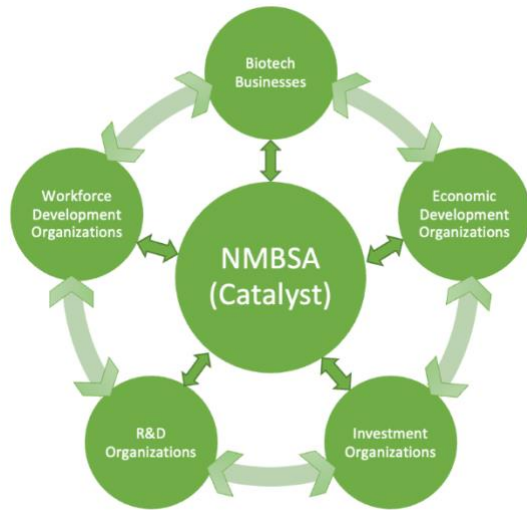 Biotech
Businesses
Workforce
Development
Organizations
Economic
Development
Organizations
NMBSA
(Catalyst)
R&D
Organizations
Investment
Organizations